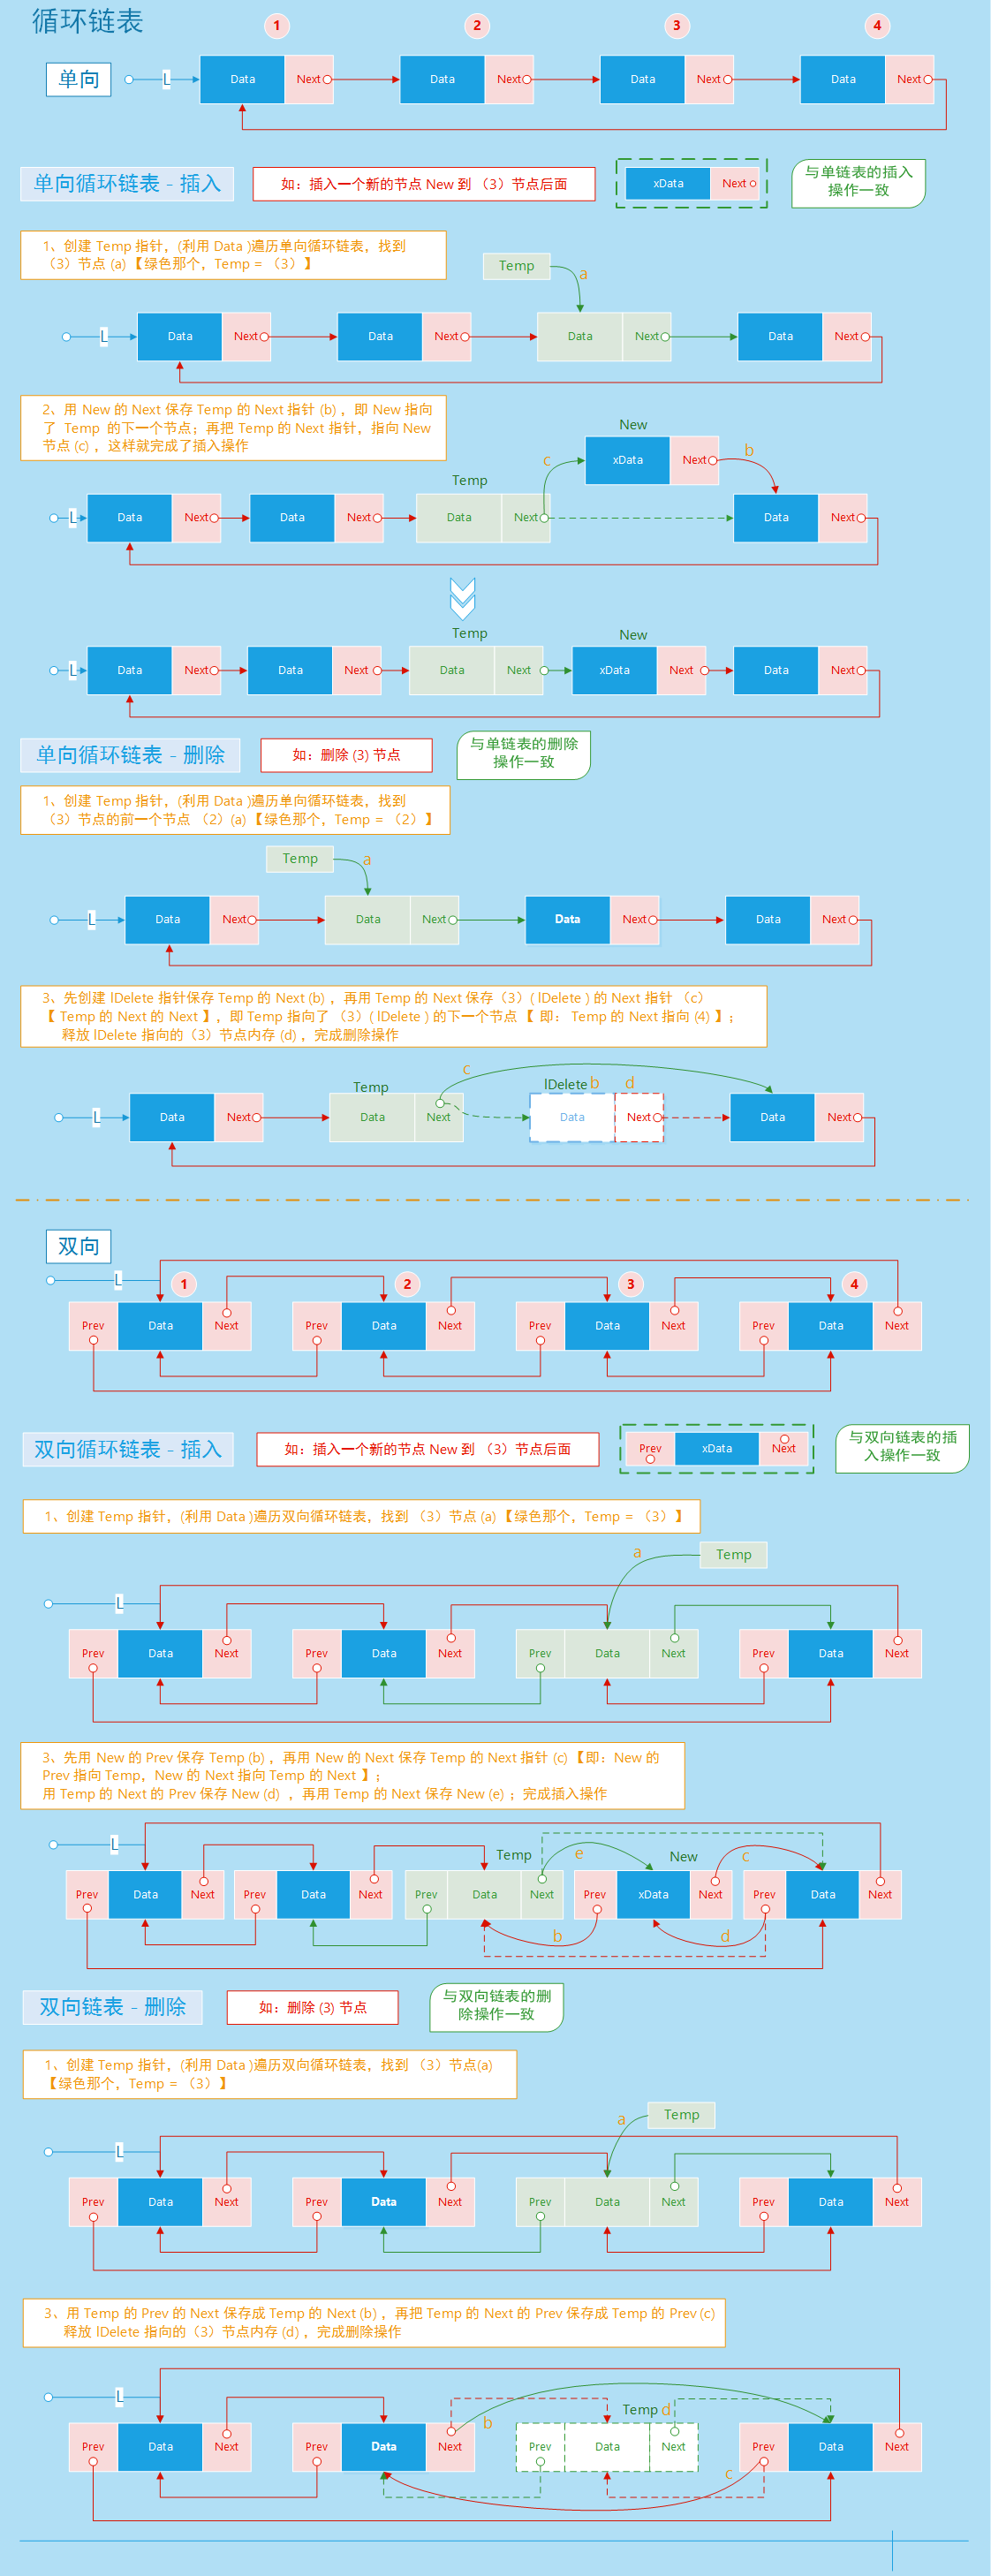 循环链表
1
2
3
4
单向
L
Data Next Data Next Data Next Data Next
单向循环链表 - 插入
如：插入一个新的节点 New 到 （3）节点后面
xData Next
与单链表的插入
操作一致
1、创建 Temp 指针，(利用 Data )遍历单向循环链表，找到
（3）节点 (a)【绿色那个，Temp = （3）】
Temp
a
L
Data Next Data Next Data Next Data Next
2、用 New 的 Next 保存 Temp 的 Next 指针 (b) ，即 New 指向
了 Temp 的下一个节点；再把 Temp 的 Next 指针，指向 New
节点 (c) ，这样就完成了插入操作
New
c
xData Next
b
Temp
L
Data Next Data Next Data Next Data Next
Temp
New
L
Data Next Data Next Data Next xData Next Data Next
单向循环链表 - 删除
如：删除 (3) 节点
与单链表的删除
操作一致
1、创建 Temp 指针，(利用 Data )遍历单向循环链表，找到
（3）节点的前一个节点 （2）(a)【绿色那个，Temp = （2）】
Temp
a
L
Data Next Data Next Data Next Data Next
3、先创建 lDelete 指针保存 Temp 的 Next (b) ，再用 Temp 的 Next 保存（3）( lDelete ) 的 Next 指针 （c）
【 Temp 的 Next 的 Next 】，即 Temp 指向了 （3）( lDelete ) 的下一个节点【 即： Temp 的 Next 指向 (4) 】；
释放 lDelete 指向的（3）节点内存 (d) ，完成删除操作
c
Temp
lDelete b d
L
Data Next Data Next Data Next Data Next
双向
L
1
2
3
4
Prev Data Next Prev Data Next Prev Data Next Prev Data Next
双向循环链表 - 插入
如：插入一个新的节点 New 到 （3）节点后面
Prev xData Next
与双向链表的插
入操作一致
1、创建 Temp 指针，(利用 Data )遍历双向循环链表，找到 （3）节点 (a)【绿色那个，Temp = （3）】
a
Temp
L
Prev Data Next Prev Data Next Prev Data Next Prev Data Next
3、先用 New 的 Prev 保存 Temp (b) ，再用 New 的 Next 保存 Temp 的 Next 指针 (c)【即：New 的
Prev 指向 Temp，New 的 Next 指向 Temp 的 Next 】；
用 Temp 的 Next 的 Prev 保存 New (d) ，再用 Temp 的 Next 保存 New (e) ；完成插入操作
L
Temp
e
New
c
Prev Data Next Prev Data Next Prev Data Next Prev xData Next Prev Data Next
b
d
双向链表 - 删除
如：删除 (3) 节点
与双向链表的删
除操作一致
1、创建 Temp 指针，(利用 Data )遍历双向循环链表，找到 （3）节点(a)
【绿色那个，Temp = （3）】
a
Temp
L
Prev Data Next Prev Data Next Prev Data Next Prev Data Next
3、用 Temp 的 Prev 的 Next 保存成 Temp 的 Next (b) ，再把 Temp 的 Next 的 Prev 保存成 Temp 的 Prev (c)
释放 lDelete 指向的（3）节点内存 (d) ，完成删除操作
L
b
Temp d
Prev Data Next Prev Data Next Prev Data Next Prev Data Next
c